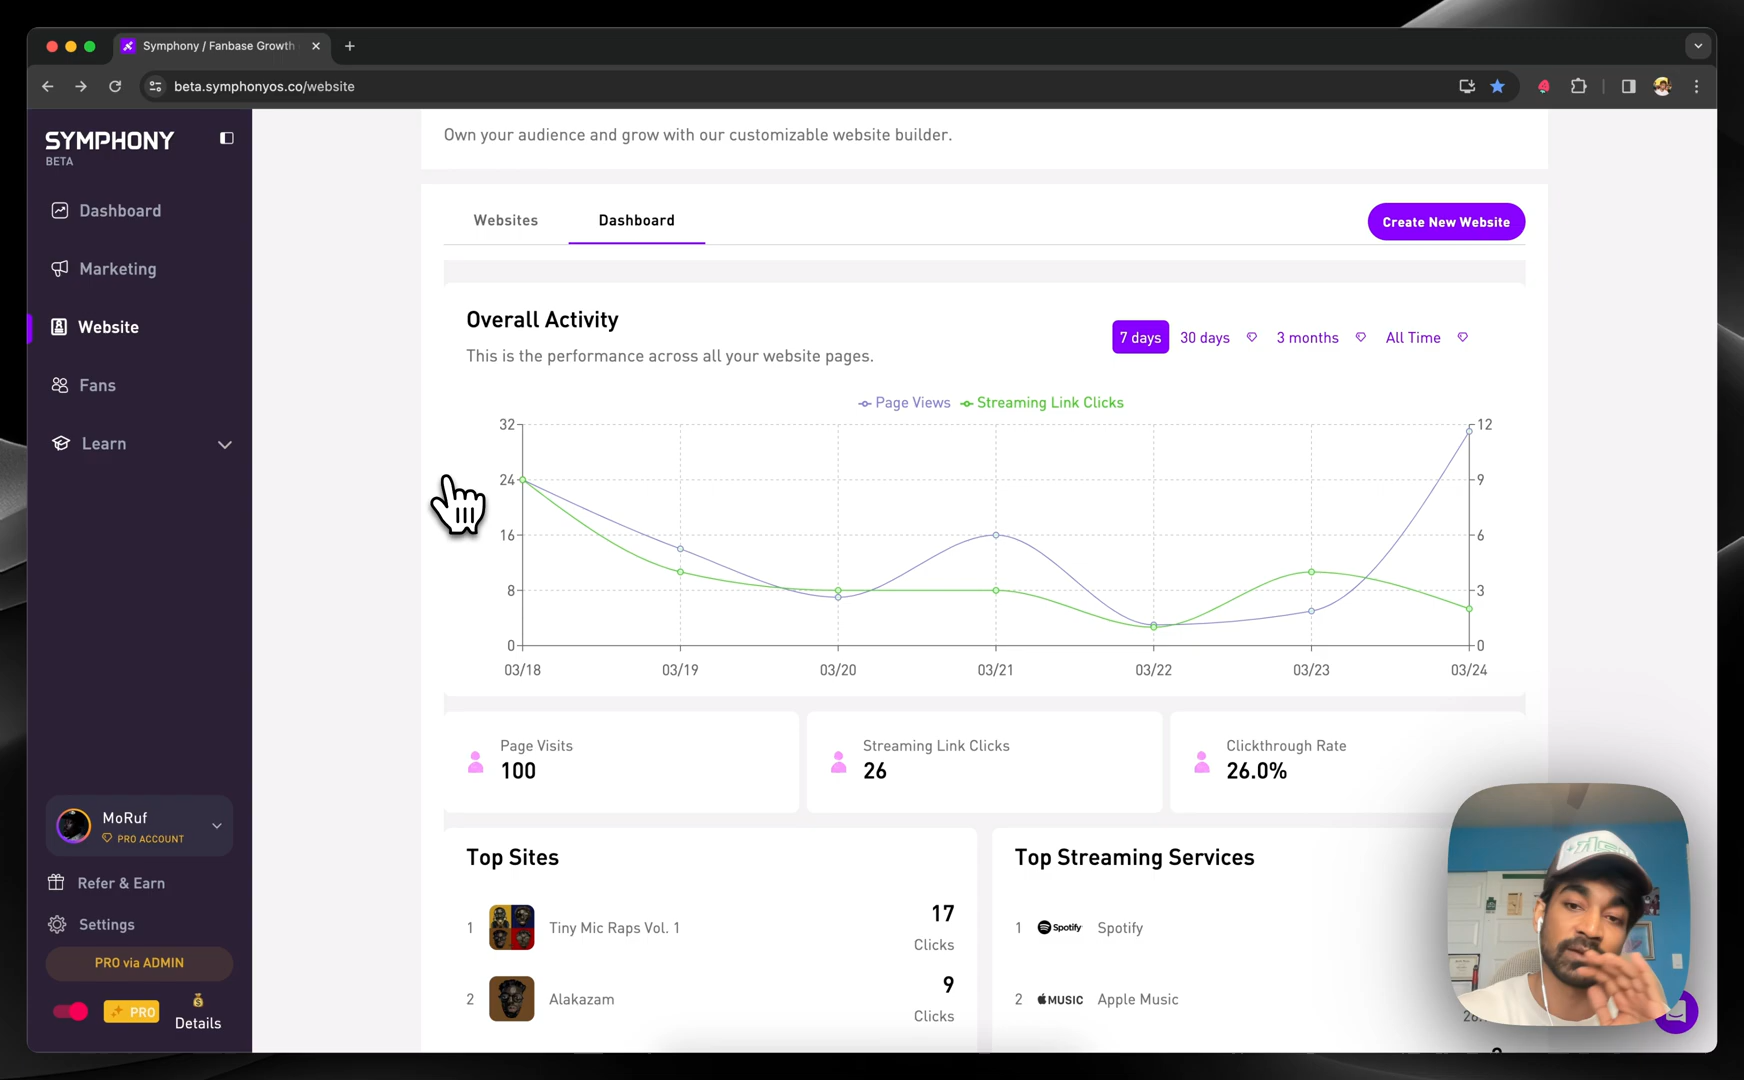 Symphony / Fanbase Growth
beta.symphonyos.co/website
SYMPHONY
BETA
Dashboard
Marketing
Website
Fans
Learn
MoRuf
PRO ACCOUNT
Refer & Earn
Settings
PRO via ADMIN
PRO
Details
Own your audience and grow with our customizable website builder.
Websites
Dashboard
Create New Website
Overall Activity
This is the performance across all your website pages.
7 days
30 days
3 months
All Time
Page Views
Streaming Link Clicks
32
24
16
8
0
12
9
6
3
0
03/18
03/19
03/20
03/21
03/22
03/23
03/24
Page Visits
100
Streaming Link Clicks
26
Clickthrough Rate
26.0%
Top Sites
1
Tiny Mic Raps Vol. 1
17
Clicks
2
Alakazam
9
Clicks
Top Streaming Services
1
Spotify
Spotify
2
MUSIC
Apple Music